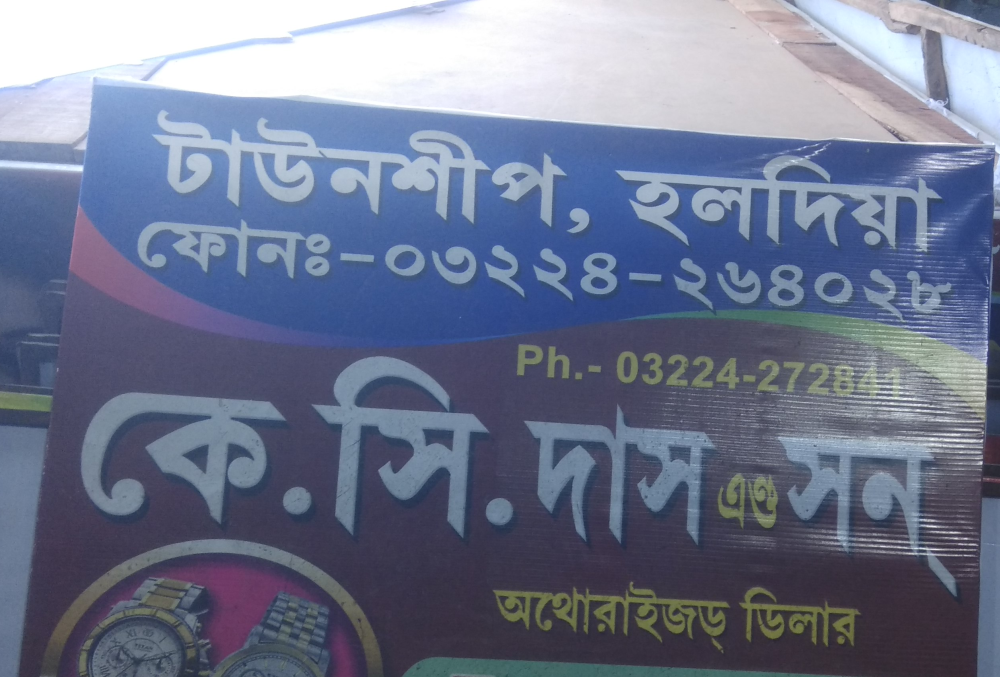 টাউনশীপ, হলদিয়া
ফোনঃ-০৩২২৪-২৬৪০২৮
Ph.- 03224-272841
কে.সি.দাস এণ্ড সন্
অথোরাইজড্ ডিলার